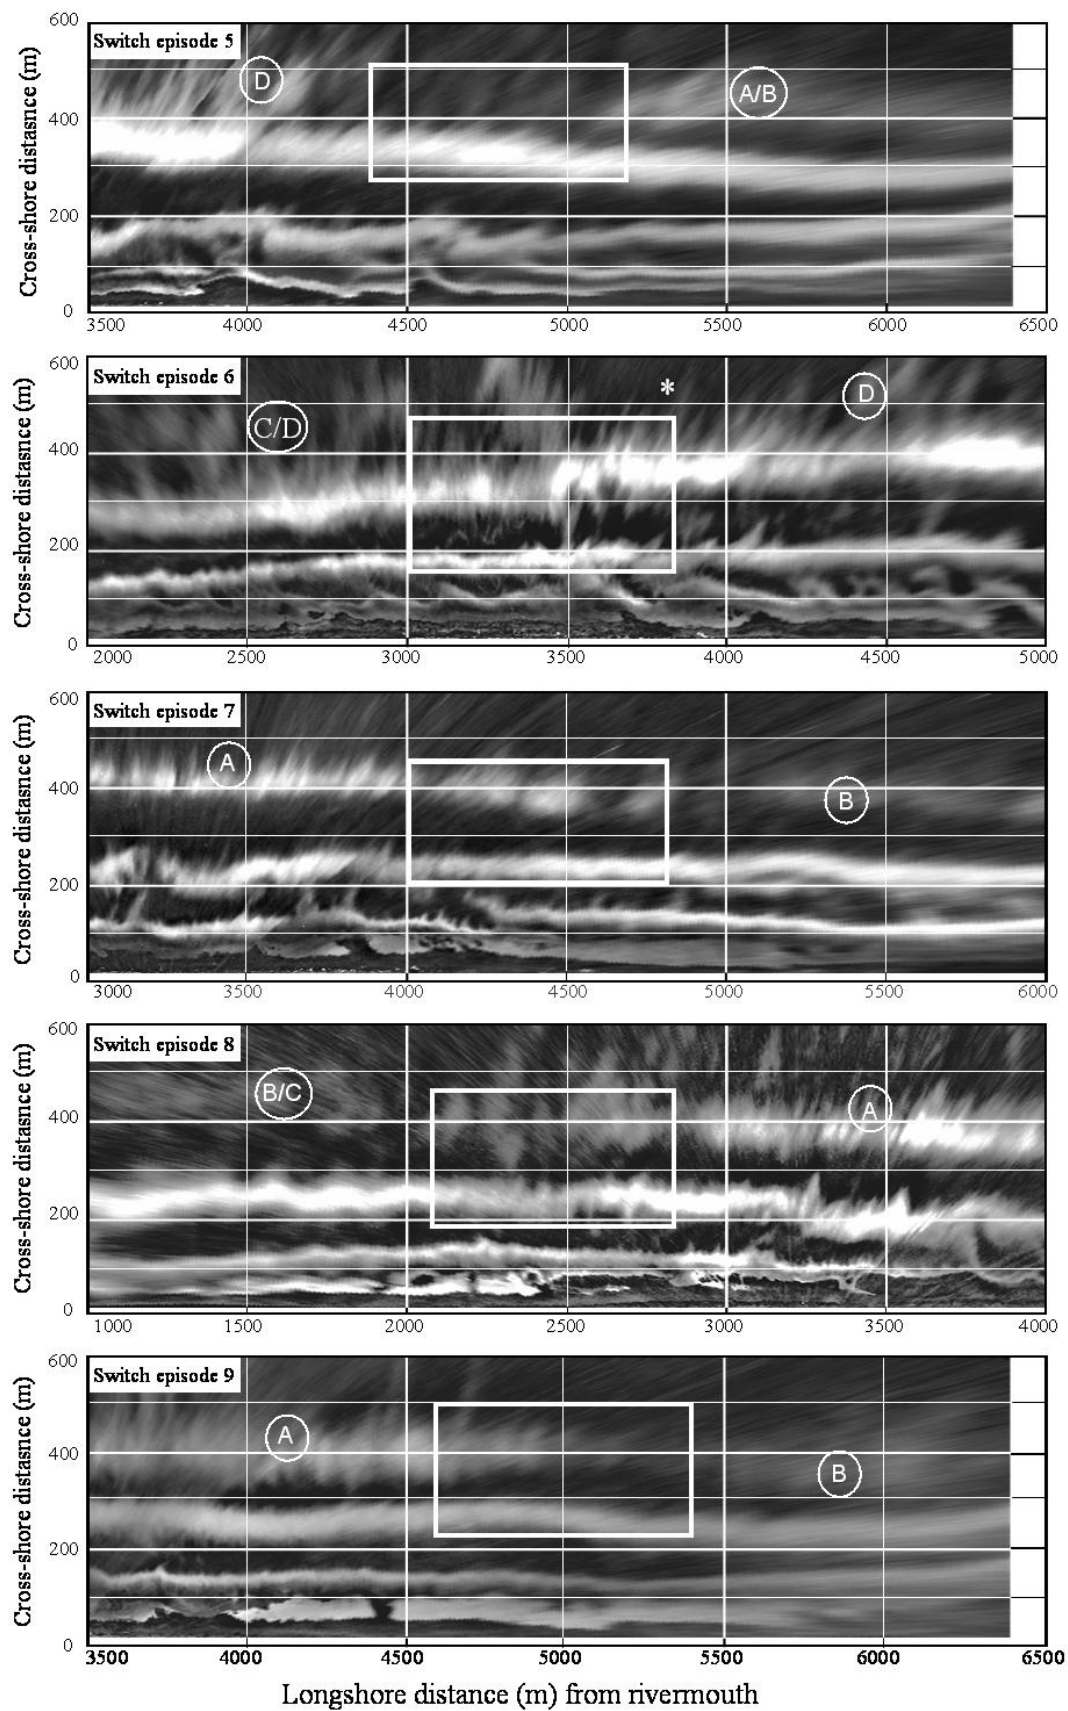 Switch episode 5
D
A/B
600
400
200
0
Cross-shore distasnce (m)
3500 4000 4500 5000 5500 6000 6500
Switch episode 6
C/D
*
D
600
400
200
0
Cross-shore distasnce (m)
2000 2500 3000 3500 4000 4500 5000
Switch episode 7
A
B
600
400
200
0
Cross-shore distasnce (m)
3000 3500 4000 4500 5000 5500 6000
Switch episode 8
B/C
A
600
400
200
0
Cross-shore distasnce (m)
1000 1500 2000 2500 3000 3500 4000
Switch episode 9
A
B
600
400
200
0
Cross-shore distasnce (m)
3500 4000 4500 5000 5500 6000 6500
Longshore distance (m) from rivermouth